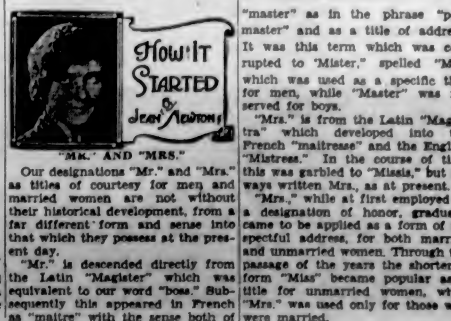 HOW IT
STARTED
By
JEAN NEWTON
"MR." AND "MRS."
Our designations "Mr." and "Mrs."
as titles of courtesy for men and
married women are not without
their historical development, from a
far different form and sense into
that which they possess at the pres-
ent day.
"Mr." is descended directly from
the Latin "Magister" which was
equivalent to our word "boss." Sub-
sequently this appeared in French
as "maitre" with the sense both of
"master" as in the phrase
master" and as a title of
It was this term which was
rupted to 'Mister," spelled
which was used as a specific
for men, while "Master" was
served for boys.
"Mrs." is from the Latin
tra" which developed into
French "maitresse" and the
"Mistress." In the course of
this was garbled to "Missis," but
ways written Mrs., as at present.
"Mrs.," while at first employed
a designation of honor,
came to be applied as a form of
spectful address, for both
and unmarried women. Through
passage of the years the
form "Miss" became popular as
title for unmarried women,
"Mrs." was used only for those
were married.